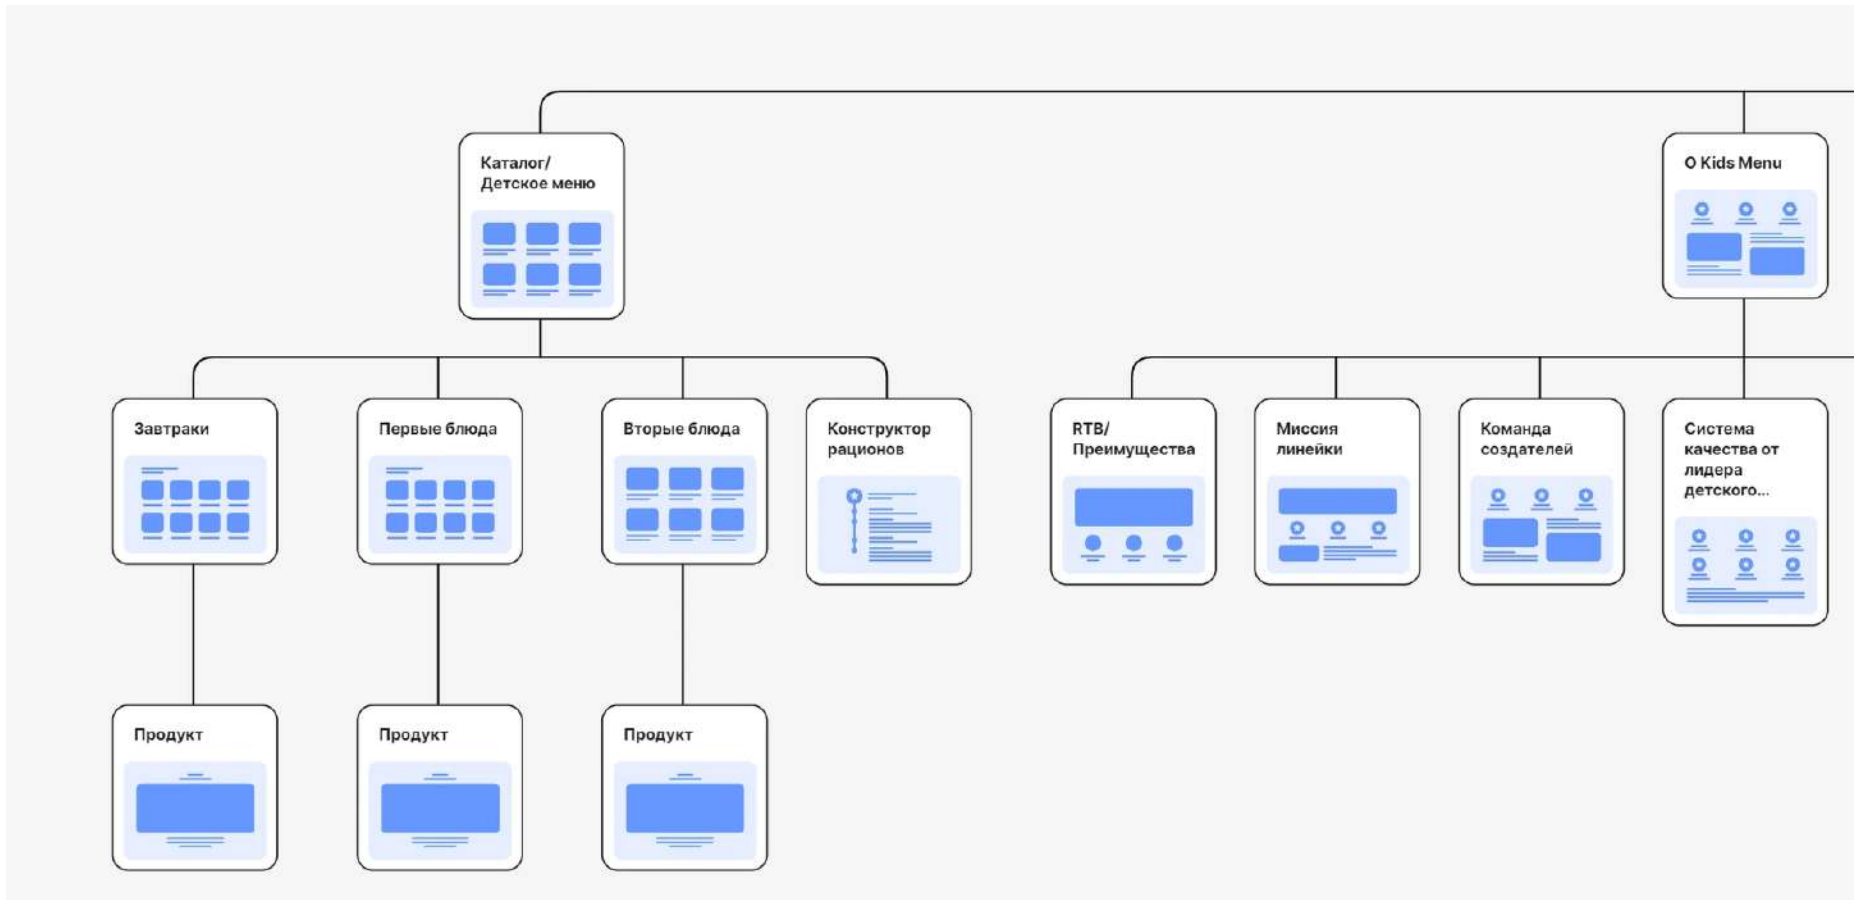 Каталог/
Детское меню
О Kids Menu
Завтраки
Первые блюда
Вторые блюда
Конструктор
рационов
RTB/
Преимущества
Миссия
линейки
Команда
создателей
Система
качества от
лидера
детского...
Продукт
Продукт
Продукт